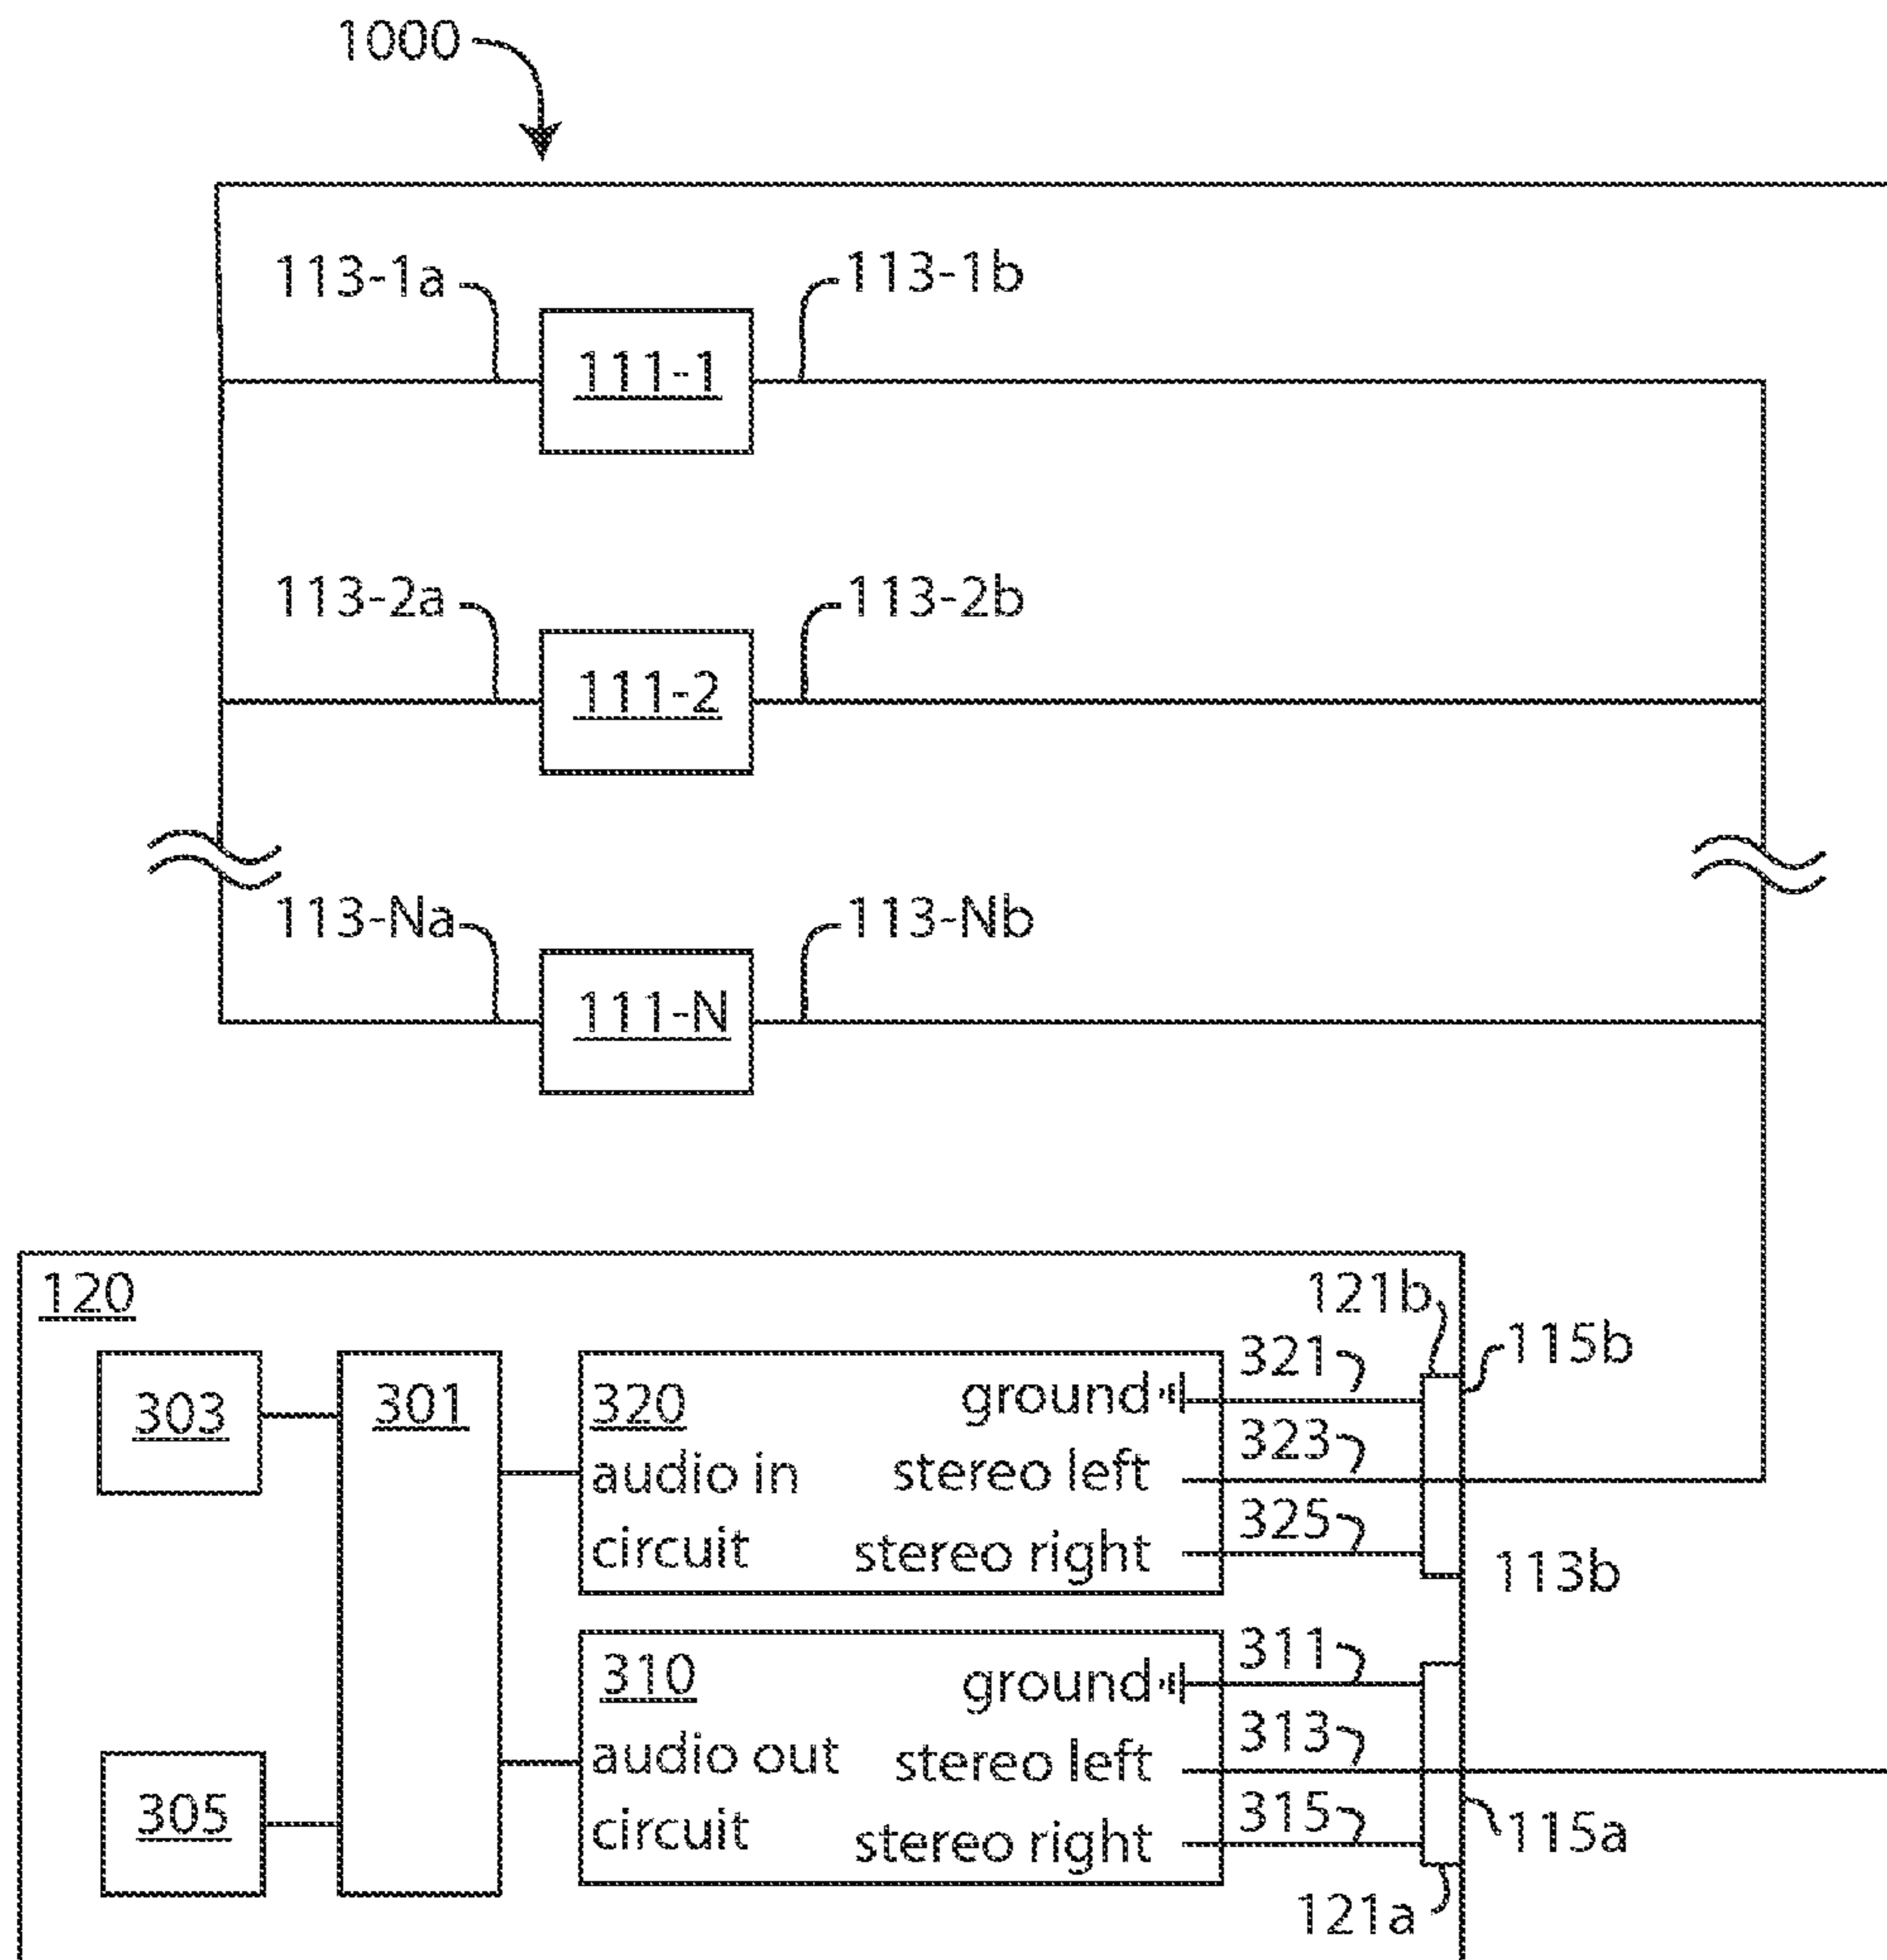 1000
113-1a
113-1b
111-1
113-2a
113-2b
111-2
113-Na
113-Nb
111-N
120
121b
115b
303
301
320
ground
321
audio in
stereo left
323
circuit
stereo right
325
113b
310
ground
311
audio out
stereo left
313
305
circuit
stereo right
315
115a
121a